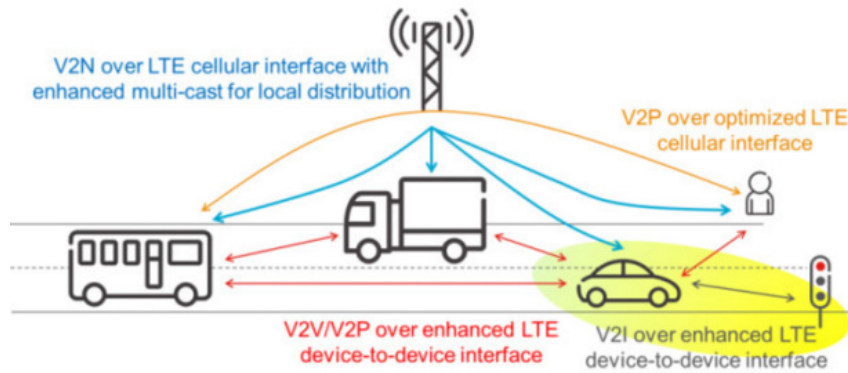 V2N over LTE cellular interface with
enhanced multi-cast for local distribution
V2P over optimized LTE
cellular interface
V2V/V2P over enhanced LTE
device-to-device interface
V2I over enhanced LTE
device-to-device interface